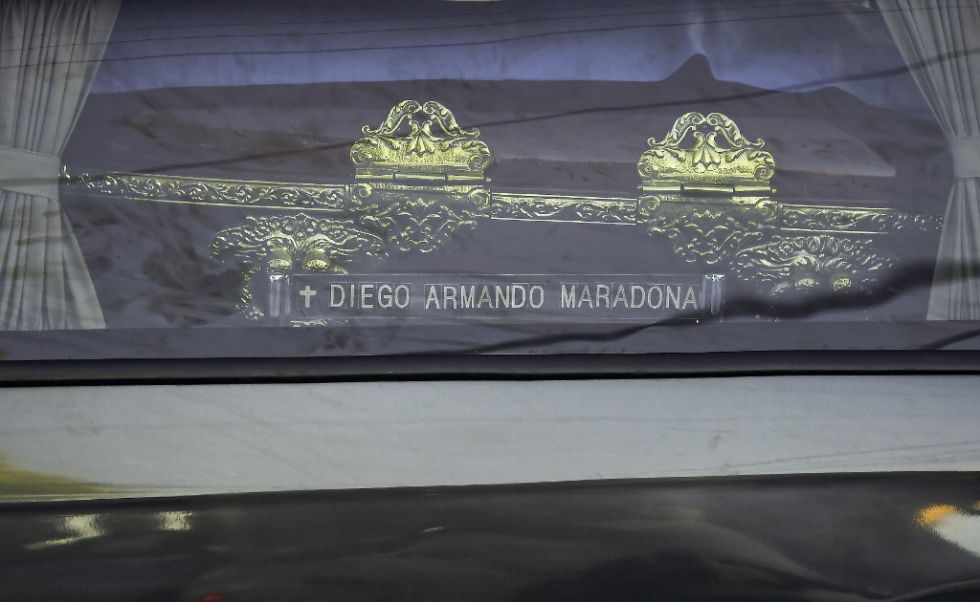 ✝ DIEGO ARMANDO MARADONA